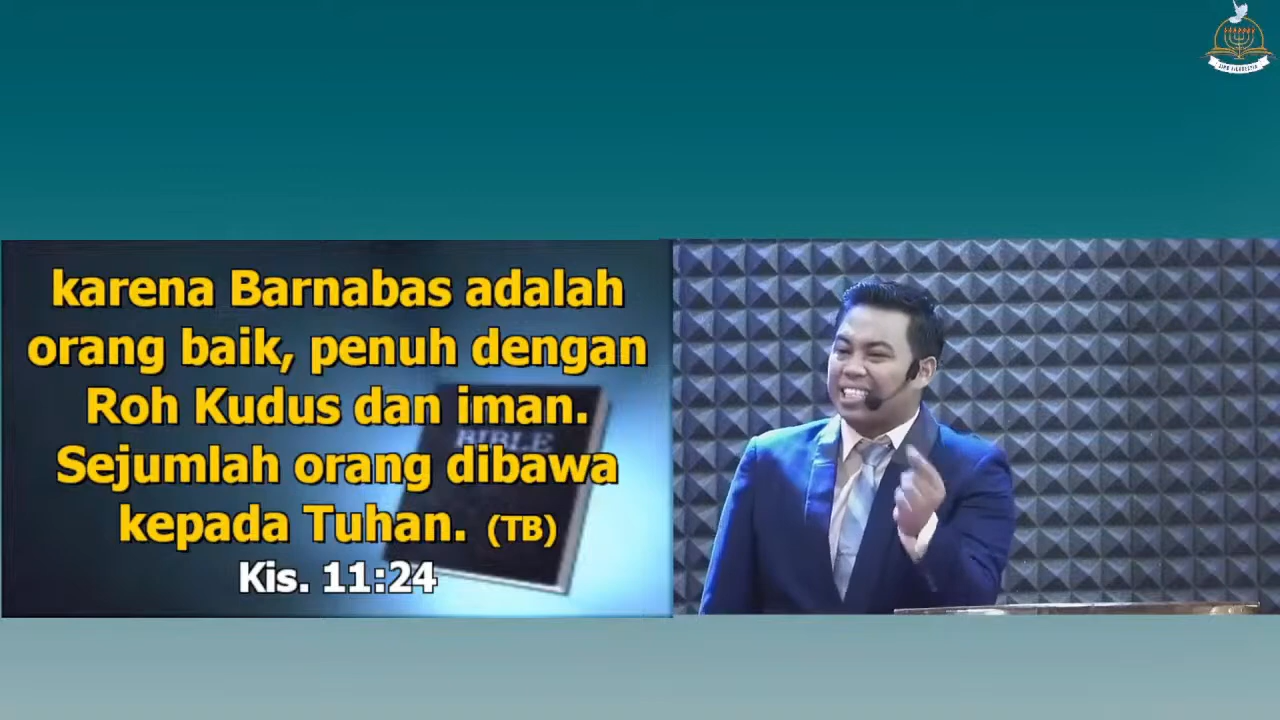 karena Barnabas adalah
orang baik, penuh dengan
Roh Kudus dan iman.
Sejumlah orang dibawa
kepada Tuhan. (TB)
Kis. 11:24
BIBLE